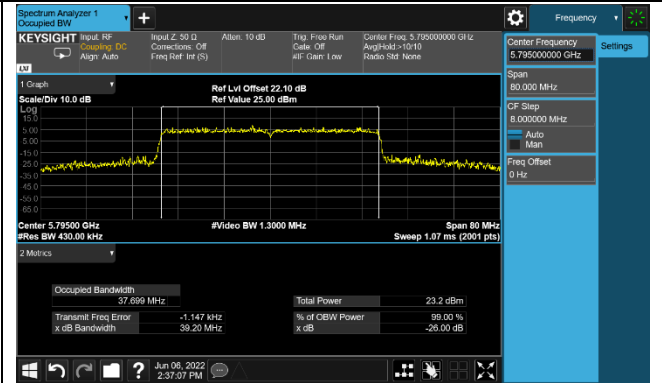 Spectrum Analyzer 1
Occupied BW
+
Frequency
KEYSIGHT
Input: RF
Coupling: DC
Align: Auto
Input Z: 50 Ω
Corrections: Off
Freq Ref: Int (S)
Atten: 10 dB
Trig: Free Run
Gate: Off
#IF Gain: Low
Center Freq: 5.795000000 GHz
Avg|Hold:>10/10
Radio Std: None
LXI
Center Frequency
5.795000000 GHz
Settings
Span
80.000 MHz
CF Step
8.000000 MHz
Auto
Man
Freq Offset
0 Hz
1 Graph
Scale/Div 10.0 dB
Ref Lvl Offset 22.10 dB
Ref Value 25.00 dBm
Log
15.0
5.00
-5.00
-15.0
-25.0
-35.0
-45.0
-55.0
-65.0
Center 5.79500 GHz
#Res BW 430.00 kHz
#Video BW 1.3000 MHz
Span 80 MHz
Sweep 1.07 ms (2001 pts)
2 Metrics
Occupied Bandwidth
37.699 MHz
Total Power 23.2 dBm
Transmit Freq Error -1.147 kHz
% of OBW Power 99.00 %
x dB Bandwidth 39.20 MHz
x dB -26.00 dB
?
Jun 06, 2022
2:37:07 PM